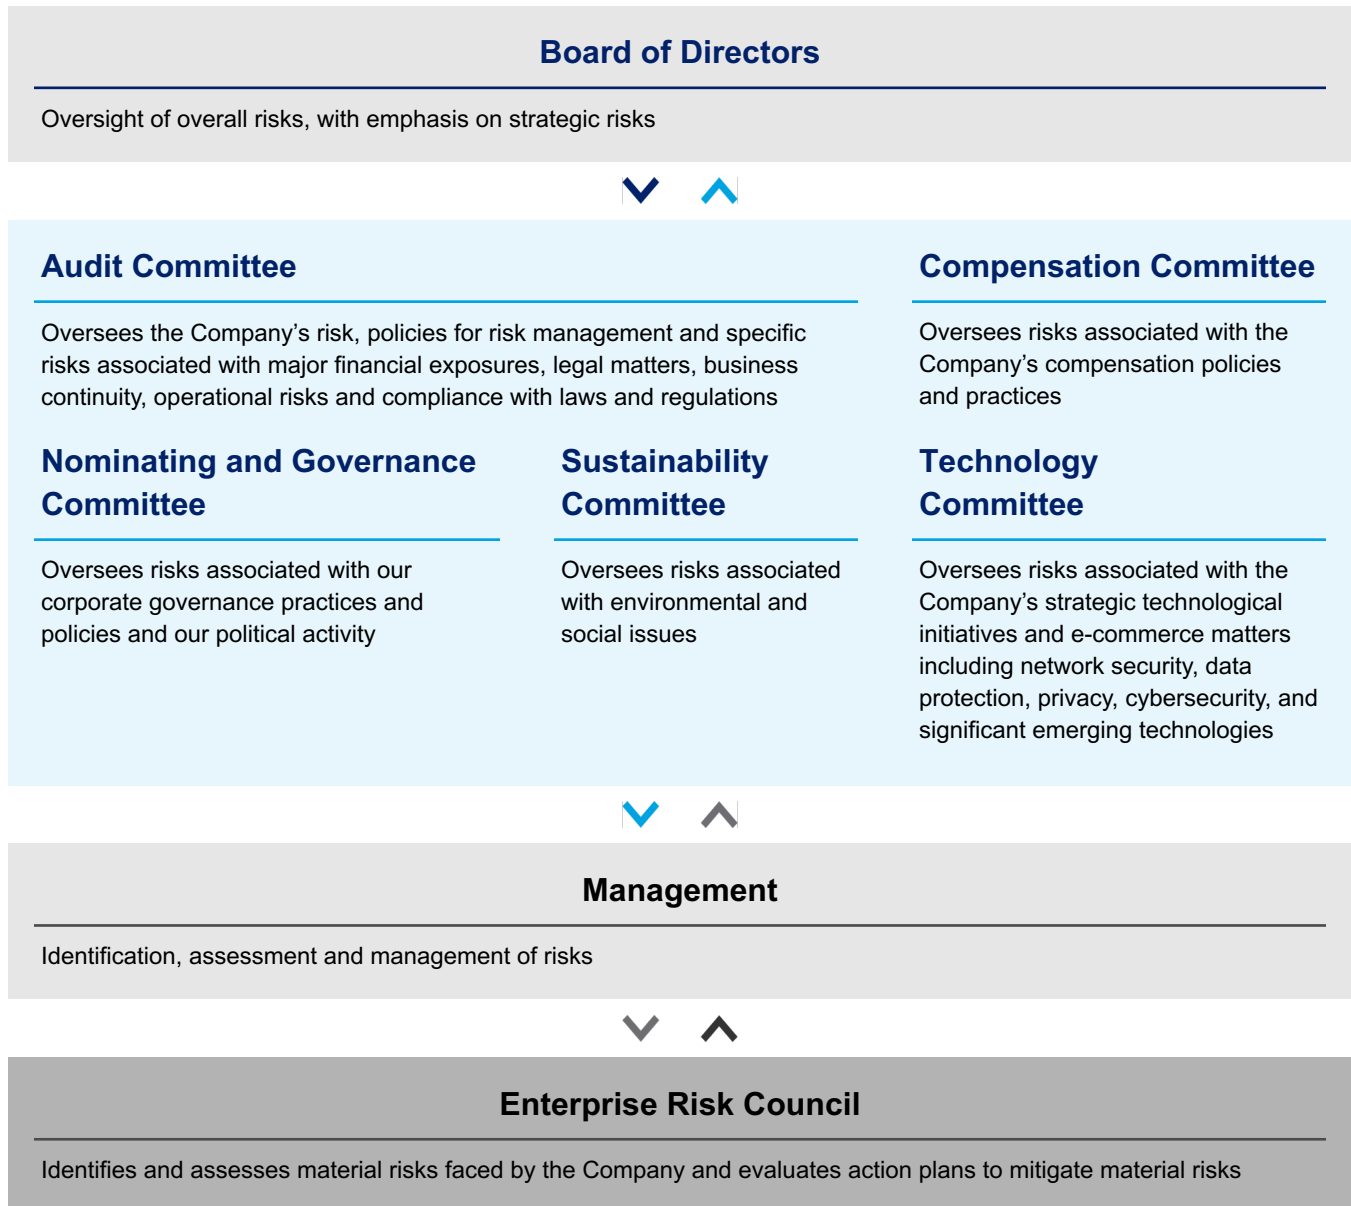 Board of Directors
Oversight of overall risks, with emphasis on strategic risks
Audit Committee
Oversees the Company’s risk, policies for risk management and specific
risks associated with major financial exposures, legal matters, business
continuity, operational risks and compliance with laws and regulations
Compensation Committee
Oversees risks associated with the
Company’s compensation policies
and practices
Nominating and Governance
Committee
Oversees risks associated with our
corporate governance practices and
policies and our political activity
Sustainability
Committee
Oversees risks associated
with environmental and
social issues
Technology
Committee
Oversees risks associated with the
Company’s strategic technological
initiatives and e-commerce matters
including network security, data
protection, privacy, cybersecurity, and
significant emerging technologies
Management
Identification, assessment and management of risks
Enterprise Risk Council
Identifies and assesses material risks faced by the Company and evaluates action plans to mitigate material risks